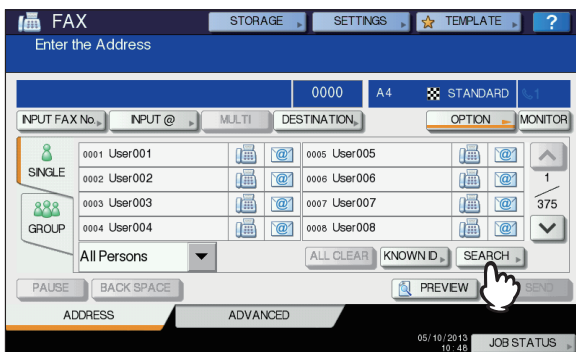 FAX STORAGE SETTINGS TEMPLATE ?
Enter the Address
0000 A4 STANDARD 1
INPUT FAX No. INPUT @ MULTI DESTINATION OPTION MONITOR
SINGLE
GROUP
0001 User001 @ 0005 User005 @
0002 User002 @ 0006 User006 @
0003 User003 @ 0007 User007 @
0004 User004 @ 0008 User008 @
1
375
All Persons ALL CLEAR KNOWN ID SEARCH
PAUSE BACK SPACE PREVIEW SEND
ADDRESS ADVANCED
05/10/2013
10:48 JOB STATUS